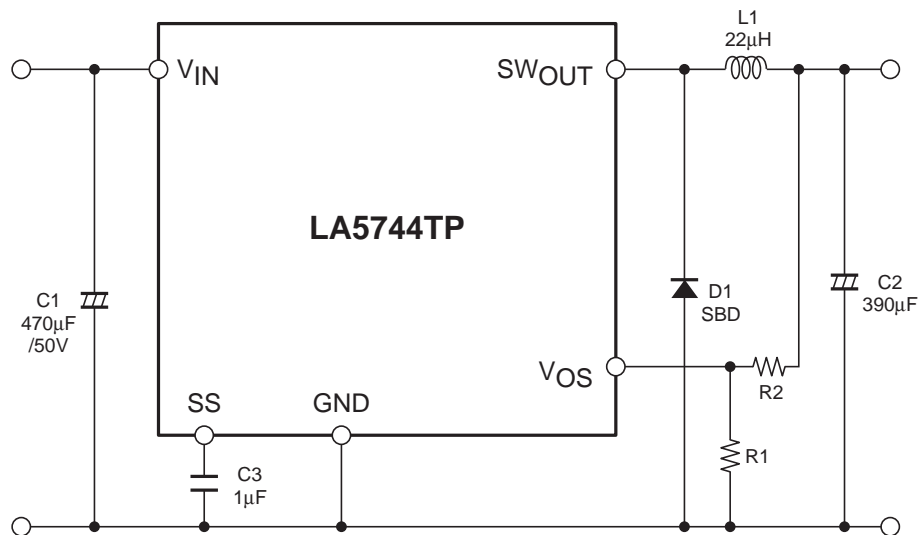 L1
22μH
VIN
SWOUT
LA5744TP
C1
470μF
/50V
D1
SBD
C2
390μF
VOS
R2
SS
GND
R1
C3
1μF